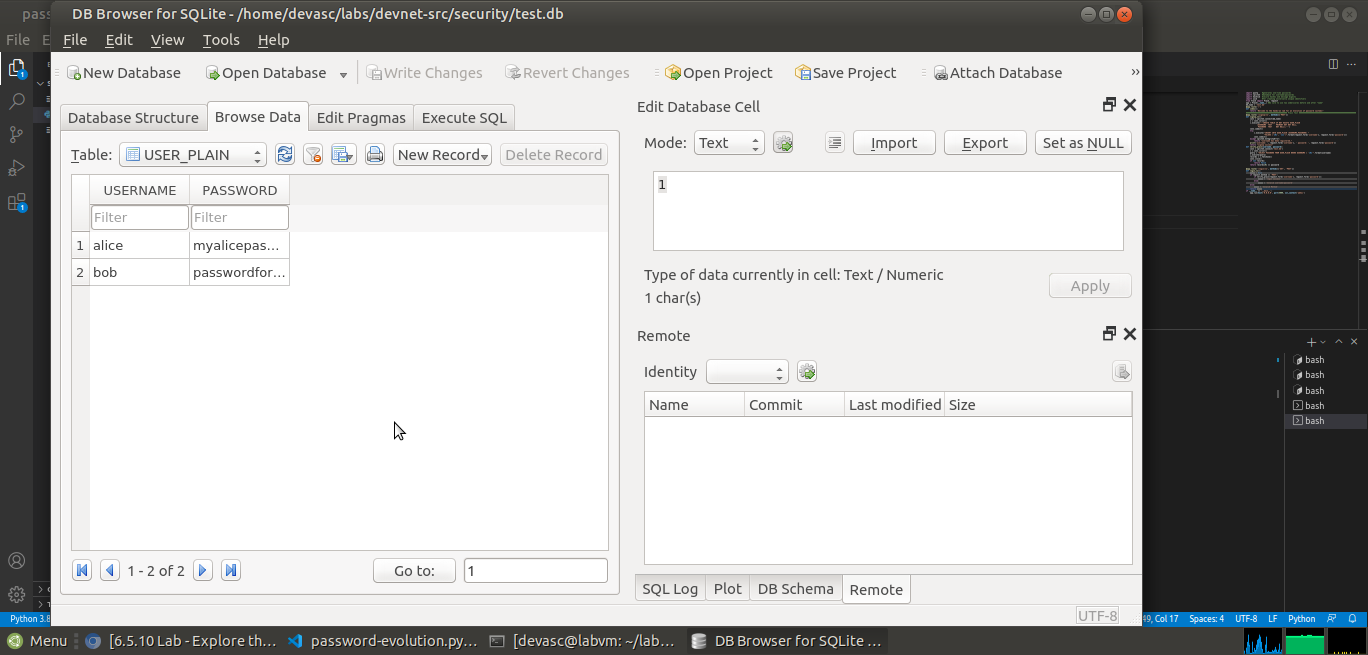 pass
DB Browser for SQLite - /home/devasc/labs/devnet-src/security/test.db
File E
File Edit View Tools Help
New Database Open Database Write Changes Revert Changes Open Project Save Project Attach Database »
Database Structure Browse Data Edit Pragmas Execute SQL
Edit Database Cell
Table: USER_PLAIN New Record Delete Record
Mode: Text Import Export Set as NULL
USERNAME PASSWORD
1
Filter Filter
1 alice myalicepas...
2 bob passwordfor...
Type of data currently in cell: Text / Numeric
1 char(s)
Apply
Remote
Identity
Name Commit Last modified Size
bash
bash
bash
bash
bash
1 - 2 of 2 Go to: 1
SQL Log Plot DB Schema Remote
UTF-8
Python 3.8
Col 17 Spaces: 4 UTF-8 LF Python
Menu [6.5.10 Lab - Explore th... password-evolution.py... [devasc@labvm: ~/lab... DB Browser for SQLite ...